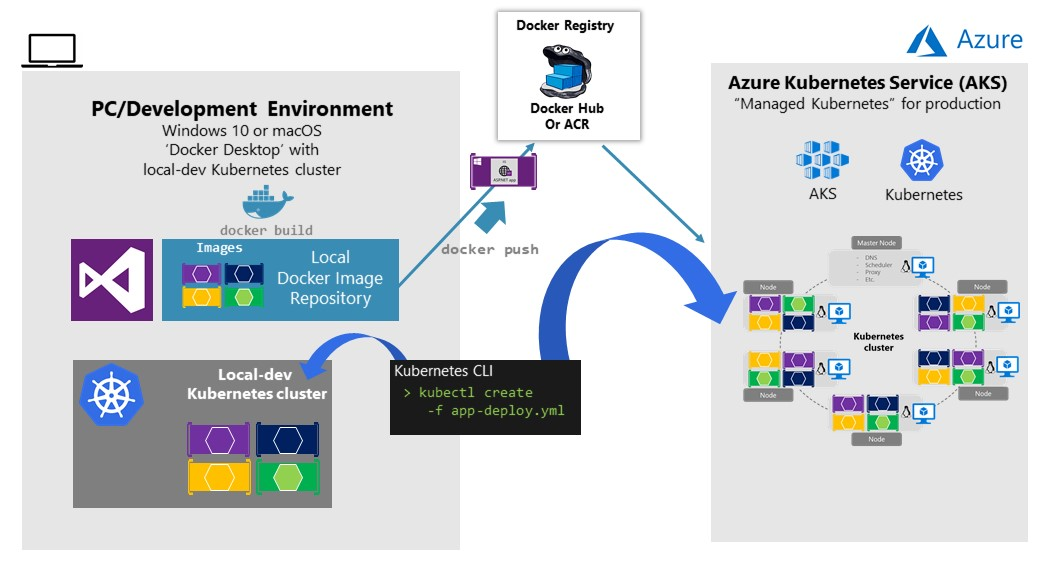 Docker Registry
Docker Hub
Or ACR
Azure
PC/Development Environment
Windows 10 or macOS
‘Docker Desktop’ with
local-dev Kubernetes cluster
docker build
Images
Local
Docker Image
Repository
ASP.NET app
docker push
Local-dev
Kubernetes cluster
Kubernetes CLI
> kubectl create
-f app-deploy.yml
Azure Kubernetes Service (AKS)
“Managed Kubernetes” for production
AKS
Kubernetes
Master Node
- DNS
- Scheduler
- Proxy
- Etc.
Node
Node
Kubernetes
cluster
Node
Node
Node